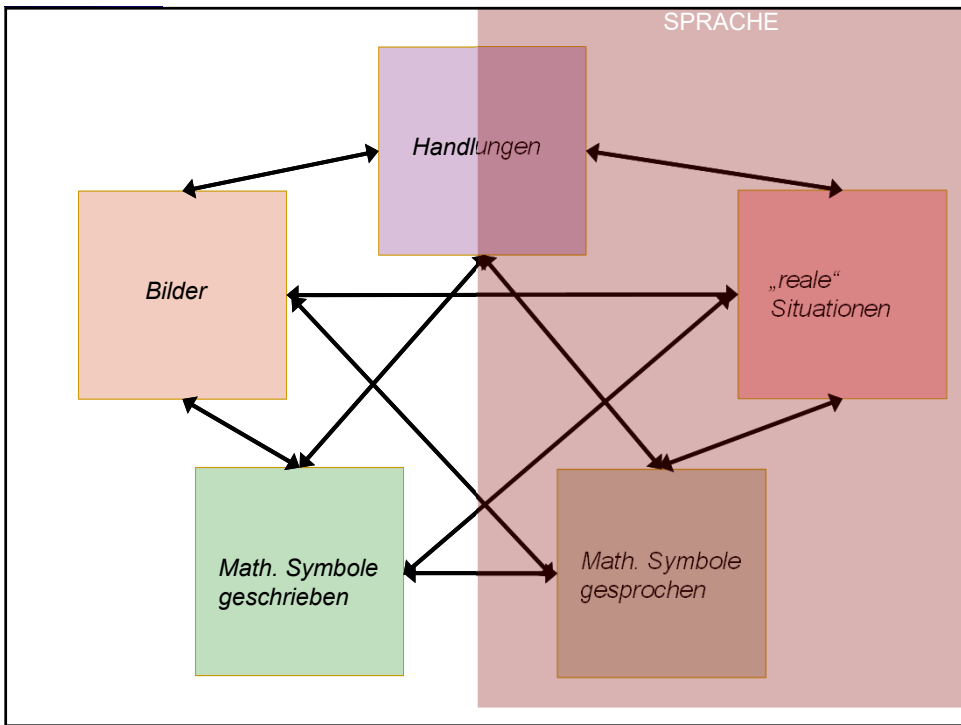 SPRACHE
Handlungen
Bilder
„reale“
Situationen
Math. Symbole
geschrieben
Math. Symbole
gesprochen